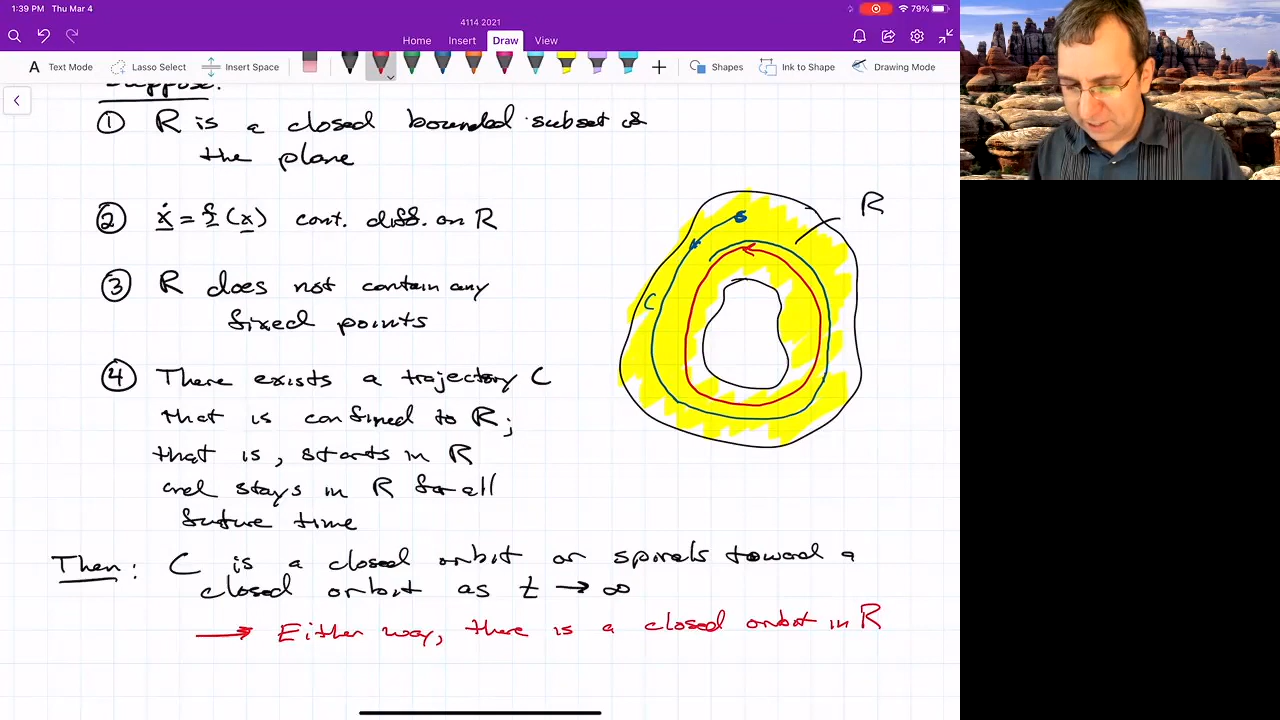 1:39 PM Thu Mar 4
79%
4114 2021
Home Insert Draw View
Text Mode Lasso Select Insert Space Shapes Ink to Shape Drawing Mode
Suppose:
① R is a closed bounded subset of
the plane
② ẋ = f(x) cont. diff. on R
③ R does not contain any
fixed points
④ There exists a trajectory C
that is confined to R;
that is, starts in R
and stays in R for all
future time
R
C
Then: C is a closed orbit or spirals toward a
closed orbit as t → ∞
→ Either way, there is a closed orbit in R